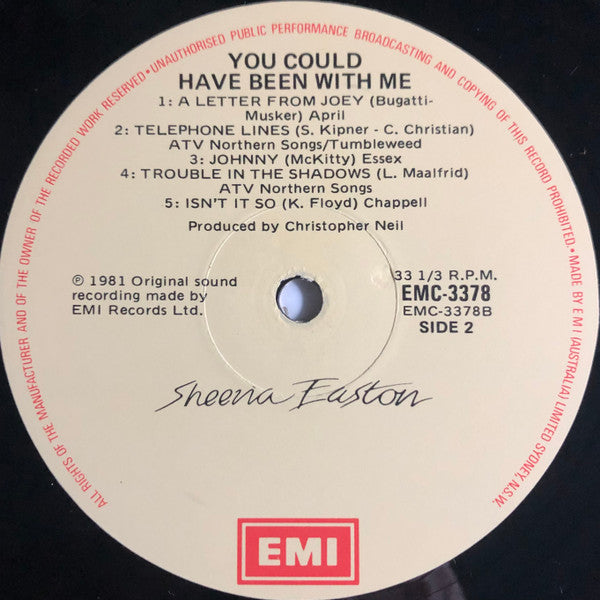 ALL RIGHTS OF THE MANUFACTURER AND OF THE OWNER OF THE RECORDED WORK RESERVED • UNAUTHORISED PUBLIC PERFORMANCE BROADCASTING AND COPYING OF THIS RECORD PROHIBITED • MADE BY E M I (AUSTRALIA) LIMITED SYDNEY, N.S.W.
YOU COULD
HAVE BEEN WITH ME
1: A LETTER FROM JOEY (Bugatti-
Musker) April
2: TELEPHONE LINES (S. Kipner - C. Christian)
ATV Northern Songs/Tumbleweed
3: JOHNNY (McKitty) Essex
4: TROUBLE IN THE SHADOWS (L. Maalfrid)
ATV Northern Songs
5: ISN'T IT SO (K. Floyd) Chappell
Produced by Christopher Neil
℗ 1981 Original sound
recording made by
EMI Records Ltd.
33 1/3 R.P.M.
EMC-3378
EMC-3378B
SIDE 2
Sheena Easton
EMI